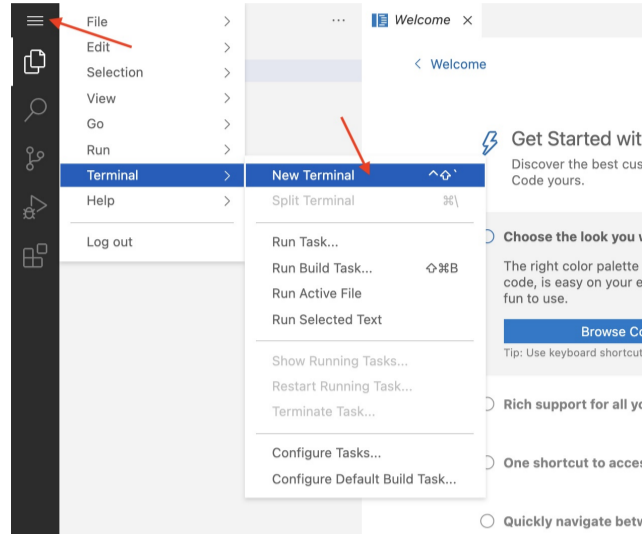 File
Edit
Selection
View
Go
Run
Terminal
Help
Log out
New Terminal ^⇧`
Split Terminal ⌘\
Run Task...
Run Build Task... ⇧⌘B
Run Active File
Run Selected Text
Show Running Tasks...
Restart Running Task...
Terminate Task...
Configure Tasks...
Configure Default Build Task...
Welcome
Welcome
Get Started wit
Discover the best cus
Code yours.
Choose the look you
The right color palette
code, is easy on your e
fun to use.
Browse Co
Tip: Use keyboard shortcut
Rich support for all yo
One shortcut to acces
Quickly navigate betw